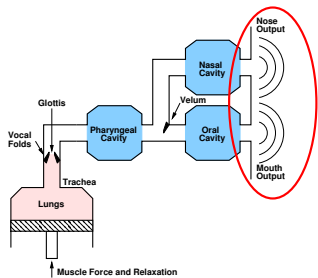 Nose
Output
Nasal
Cavity
Glottis
Velum
Vocal
Folds
Pharyngeal
Cavity
Oral
Cavity
Trachea
Mouth
Output
Lungs
Muscle Force and Relaxation